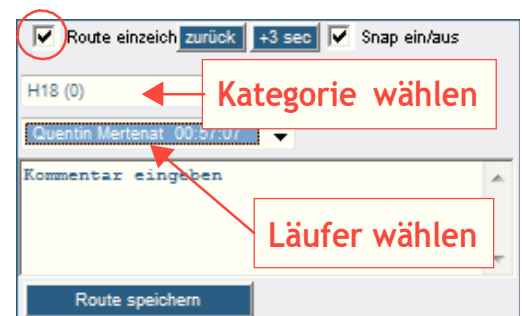 Route einzeich zurück +3 sec Snap ein/aus
H18 (0)
Kategorie wählen
Quentin Mertenat 00:57:07
Kommentar eingeben
Läufer wählen
Route speichern